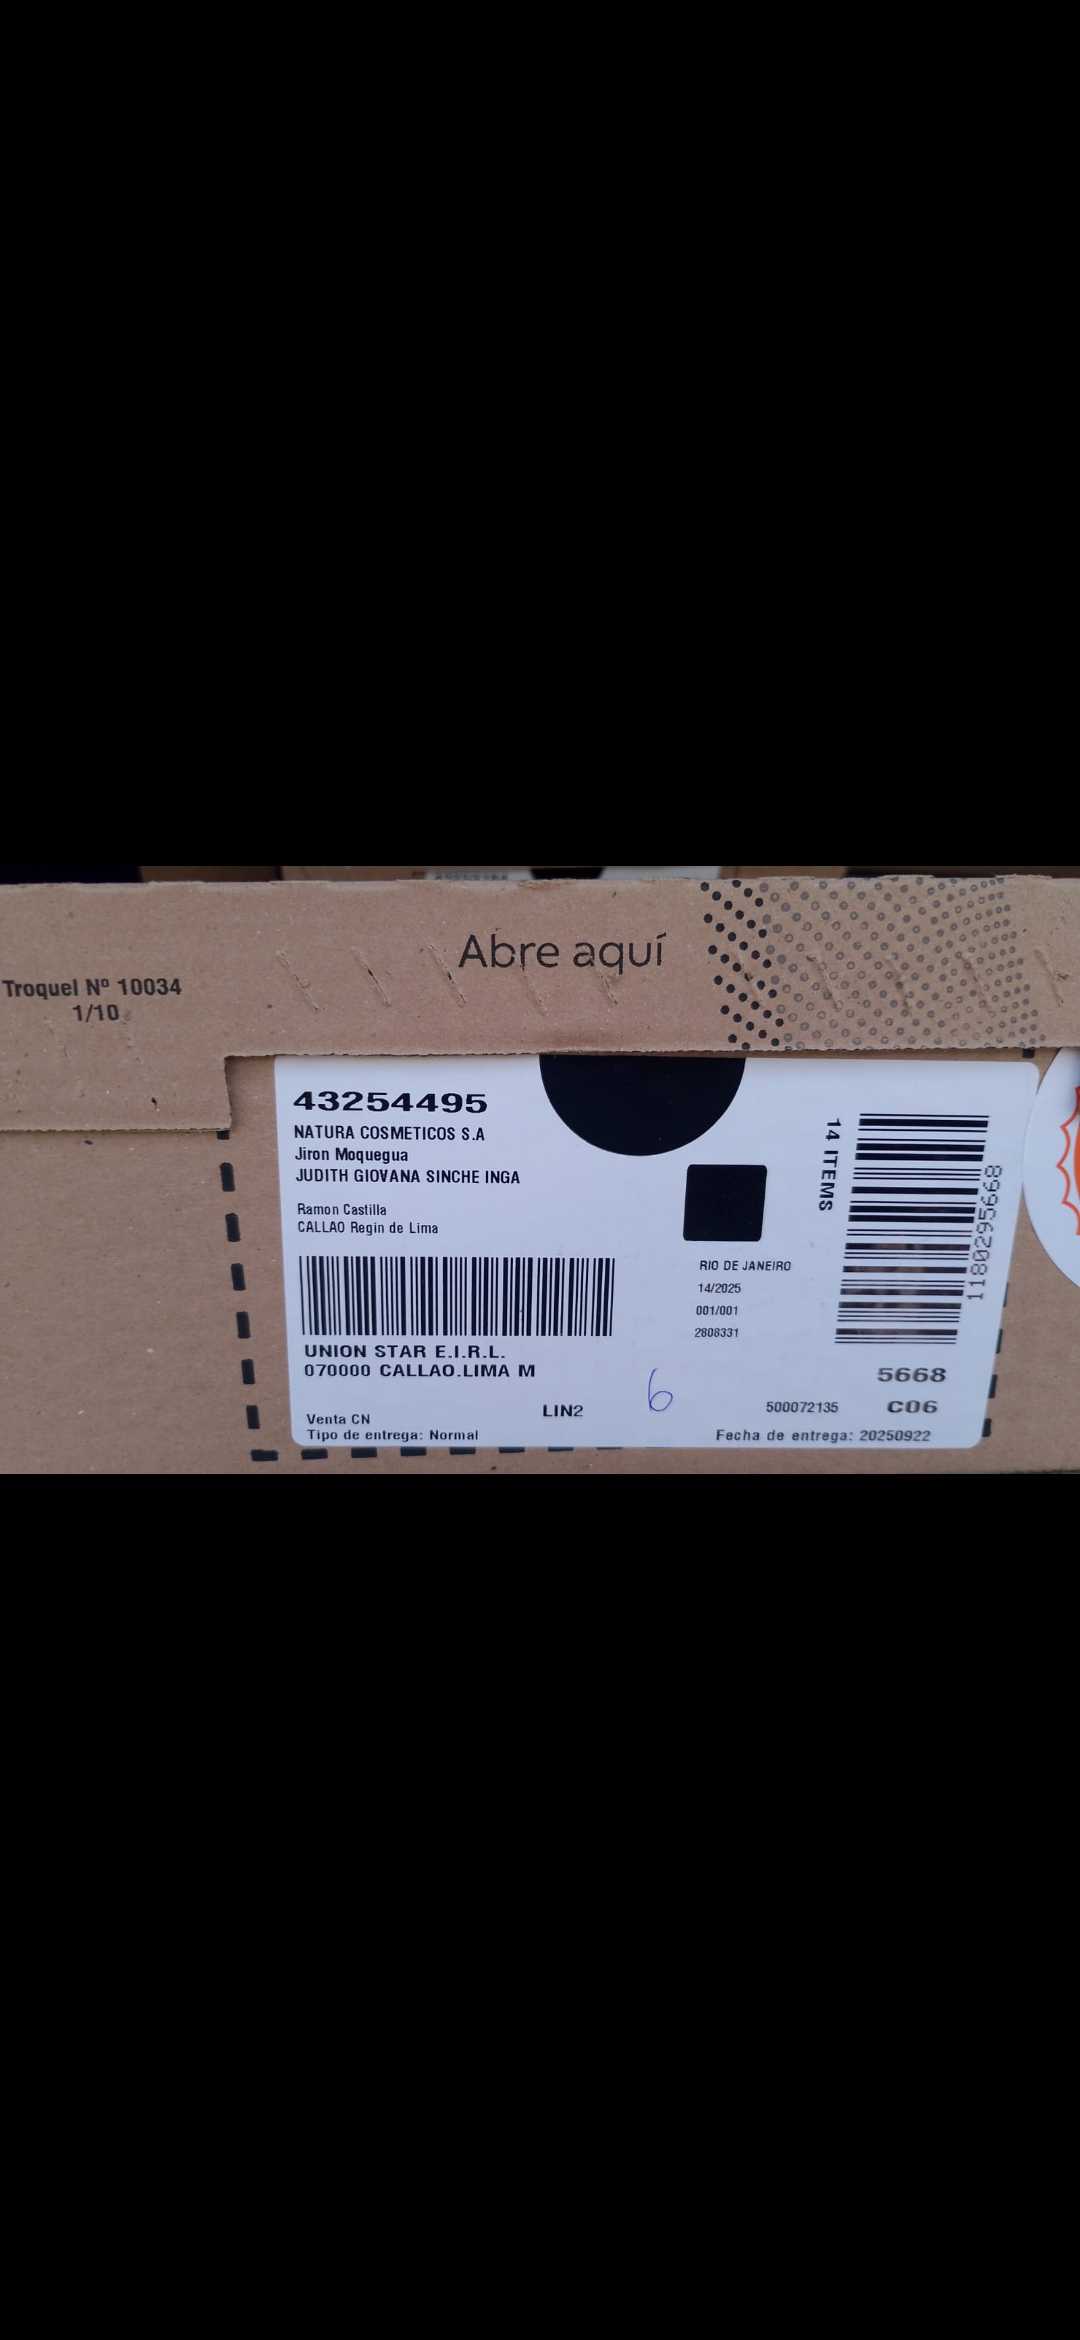 Abre aquí
Troquel Nº 10034
1/10
43254495
NATURA COSMETICOS S.A
Jiron Moquegua
JUDITH GIOVANA SINCHE INGA
Ramon Castilla
CALLAO Regin de Lima
14 ITEMS
1180295668
RIO DE JANEIRO
14/2025
001/001
2808331
UNION STAR E.I.R.L.
070000 CALLAO.LIMA M
5668
6
LIN2
500072135
C06
Venta CN
Tipo de entrega: Normal
Fecha de entrega: 20250922